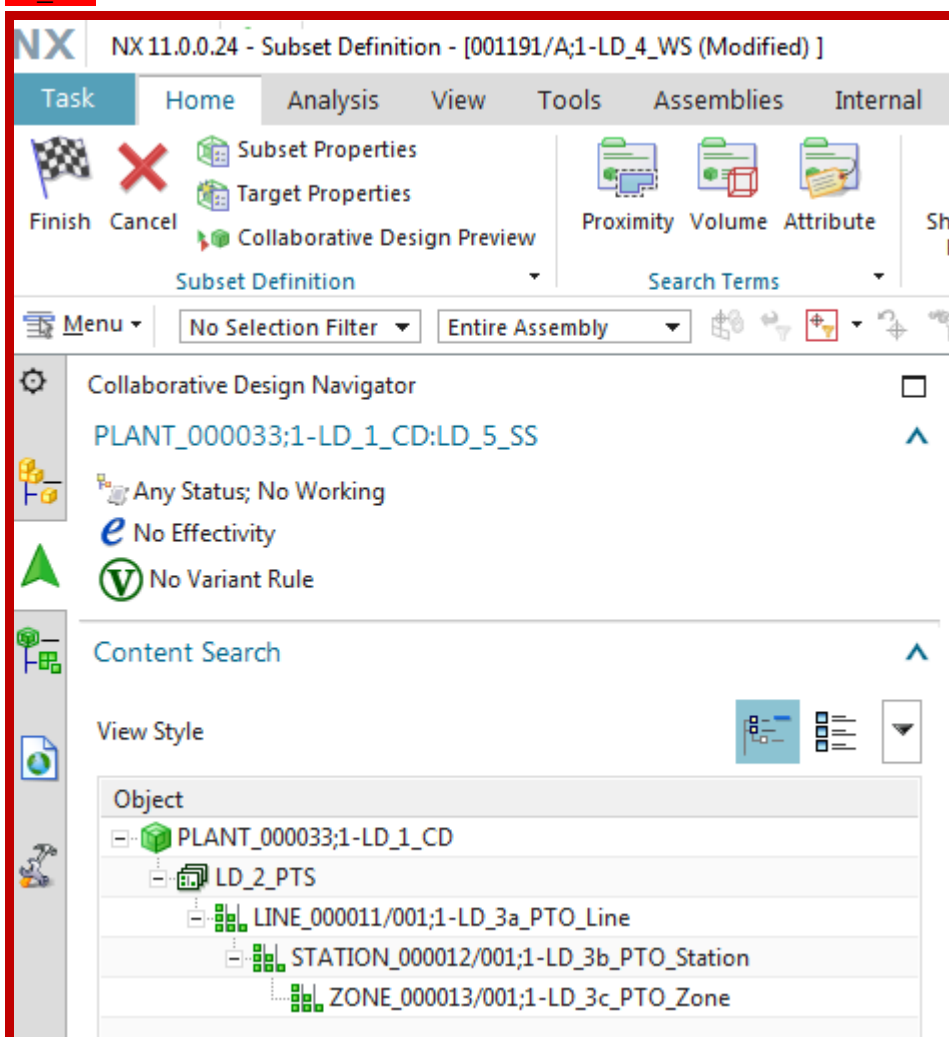 NX NX 11.0.0.24 - Subset Definition - [001191/A;1-LD_4_WS (Modified) ]
Task Home Analysis View Tools Assemblies Internal
Subset Properties
Target Properties
Collaborative Design Preview
Finish Cancel Proximity Volume Attribute
Subset Definition Search Terms
Menu No Selection Filter Entire Assembly
Collaborative Design Navigator
PLANT_000033;1-LD_1_CD:LD_5_SS
Any Status; No Working
e No Effectivity
V No Variant Rule
Content Search
View Style
Object
PLANT_000033;1-LD_1_CD
LD_2_PTS
LINE_000011/001;1-LD_3a_PTO_Line
STATION_000012/001;1-LD_3b_PTO_Station
ZONE_000013/001;1-LD_3c_PTO_Zone